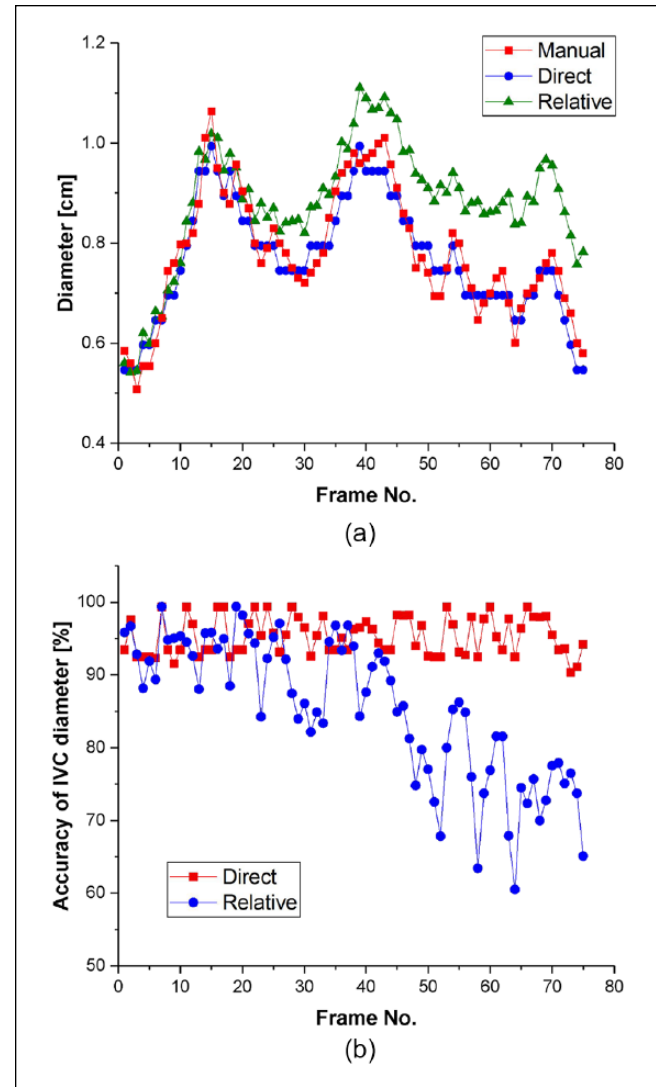 1.2
1.0
0.8
0.6
0.4
Diameter [cm]
Manual
Direct
Relative
0 10 20 30 40 50 60 70 80
Frame No.
(a)
100
90
80
70
60
50
Accuracy of IVC diameter [%]
Direct
Relative
0 10 20 30 40 50 60 70 80
Frame No.
(b)